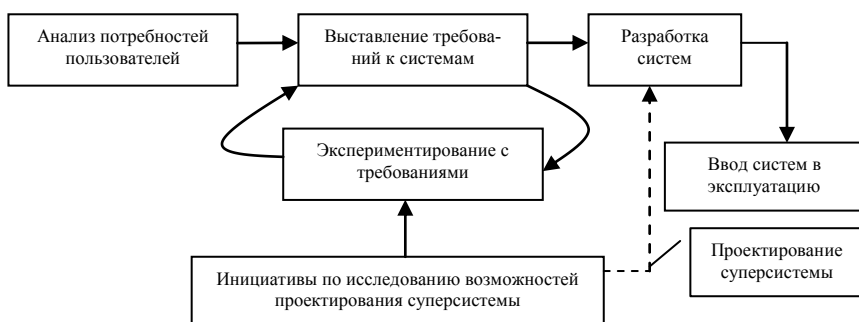 Анализ потребностей
пользователей
Выставление требова-
ний к системам
Разработка
систем
Экспериментирование с
требованиями
Ввод систем в
эксплуатацию
Инициативы по исследованию возможностей
проектирования суперсистемы
Проектирование
суперсистемы